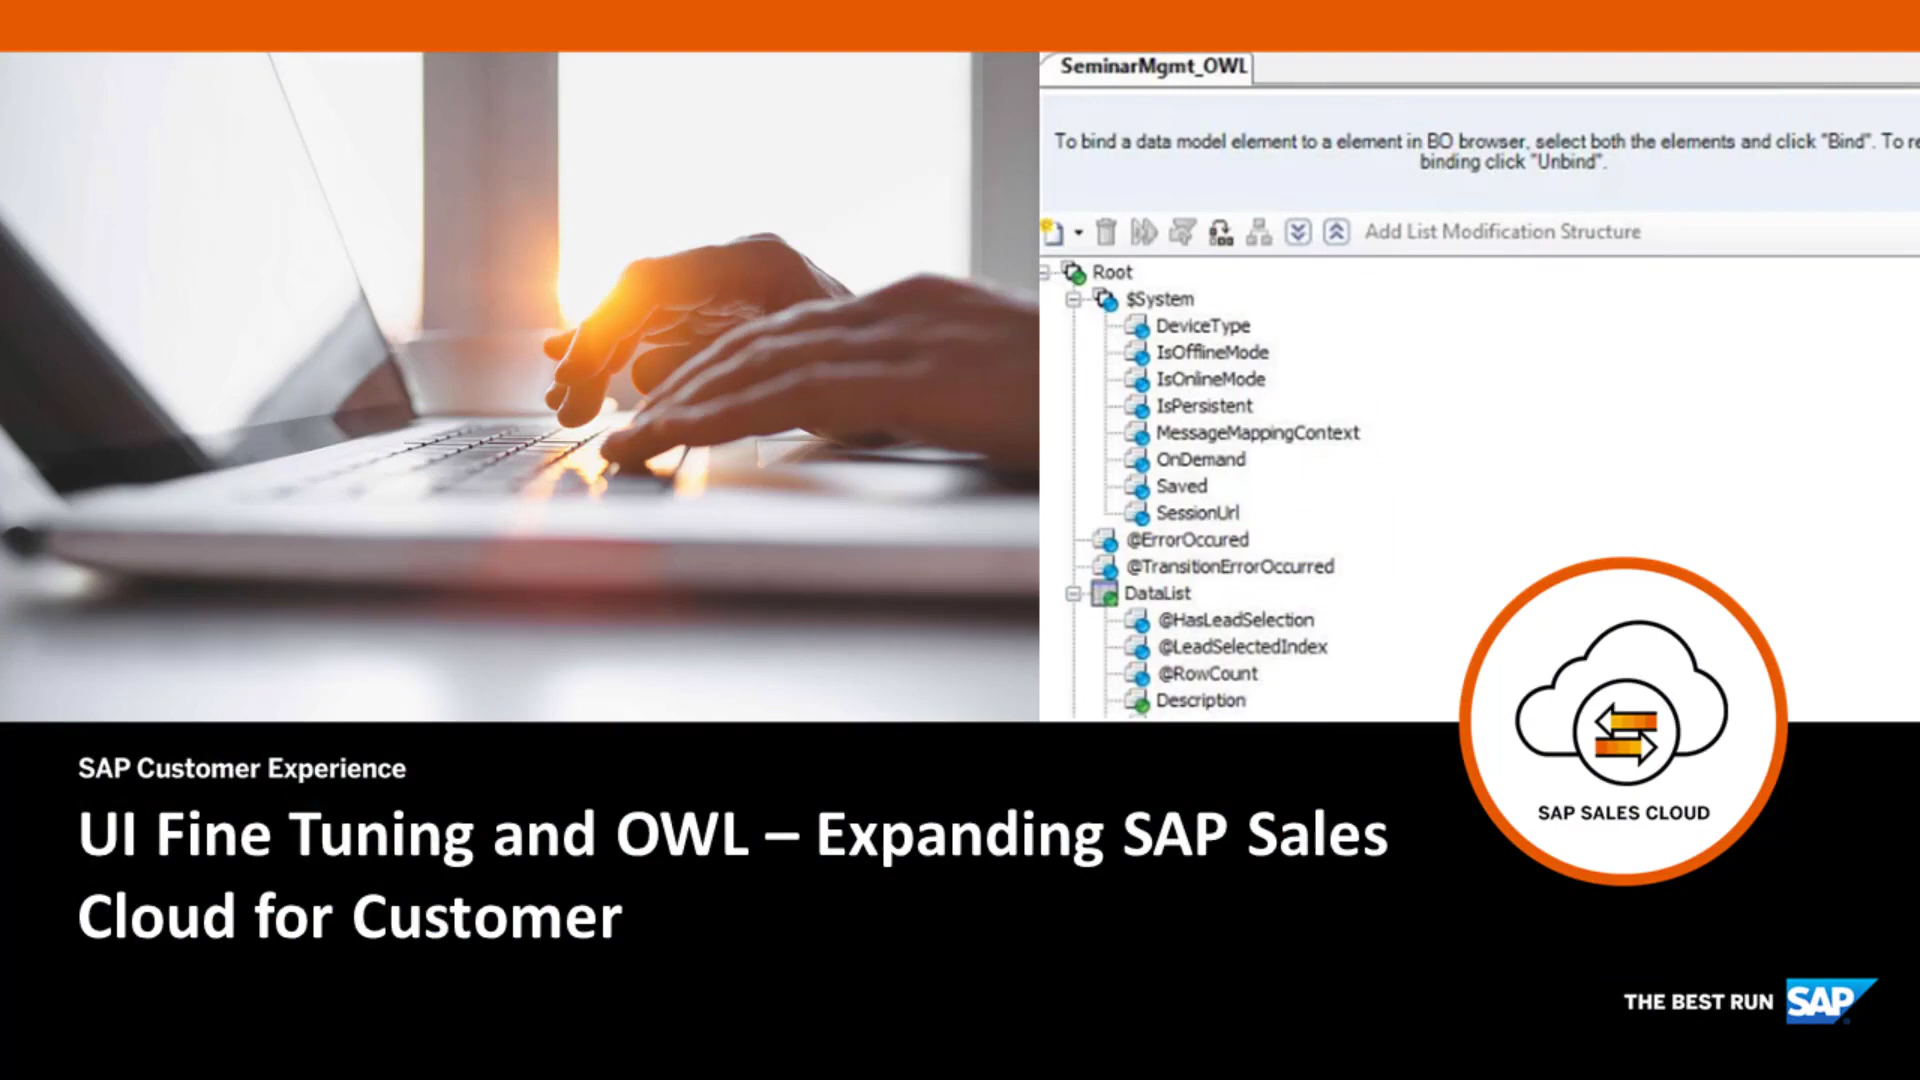 SeminarMgmt_OWL
To bind a data model element to a element in BO browser, select both the elements and click "Bind". To re
binding click "Unbind".
Add List Modification Structure
Root
$System
DeviceType
IsOfflineMode
IsOnlineMode
IsPersistent
MessageMappingContext
OnDemand
Saved
SessionUrl
@ErrorOccured
@TransitionErrorOccurred
DataList
@HasLeadSelection
@LeadSelectedIndex
@RowCount
Description
SAP SALES CLOUD
SAP Customer Experience
UI Fine Tuning and OWL – Expanding SAP Sales
Cloud for Customer
THE BEST RUN SAP